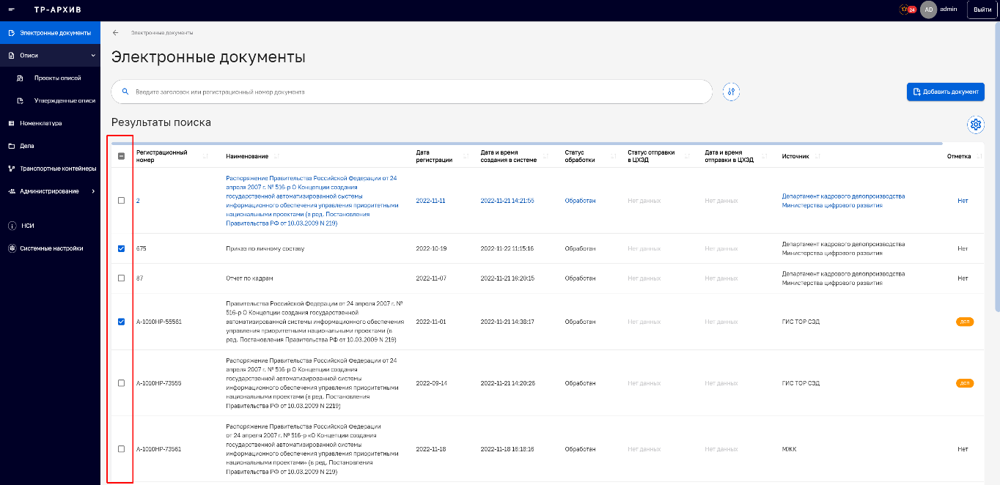 ТР-АРХИВ
24
AD
admin
Выйти
Электронные документы
Описи
Проекты описей
Утвержденные описи
Номенклатура
Дела
Транспортные контейнеры
Администрирование
НСИ
Системные настройки
Электронные документы
Электронные документы
Введите заголовок или регистрационный номер документа
Добавить документ
Результаты поиска
Регистрационный
номер
Наименование
Дата
регистрации
Дата и время
создания в системе
Статус
обработки
Статус отправки
в ЦХЭД
Дата и время
отправки в ЦХЭД
Источник
Отметка
2
Распоряжение Правительства Российской Федерации от 24
апреля 2007 г. № 516-р О Концепции создания
государственной автоматизированной сыстемы
информационного обеспечения управления приоритетными
национальными проектами (в ред. Постановления
Правительства РФ от 10.03.2009 N 219)
2022-11-11
2022-11-21 14:21:55
Обработан
Нет данных
Нет данных
Департамент кадрового делопроизводства
Министерства цифрового развития
Нет
675
Приказ по личному составу
2022-10-19
2022-11-22 11:15:16
Обработан
Нет данных
Нет данных
Департамент кадрового делопроизводства
Министерства цифрового развития
Нет
87
Отчет по кадрам
2022-11-07
2022-11-21 16:20:15
Обработан
Нет данных
Нет данных
Департамент кадрового делопроизводства
Министерства цифрового развития
Нет
А-1010НР-55561
Правительства Российской Федерации от 24 апреля 2007 г. №
516-р О Концепции создания государственной
автоматизированной системы информационного обеспечения
управления приоритетными национальными проектами (в
ред. Постановления Правительства РФ от 10.03.2009 N 219)
2022-11-01
2022-11-21 14:38:17
Обработан
Нет данных
Нет данных
ГИС ТОР СЭД
ДСП
А-1010НР-73555
Распоряжение Правительства Российской Федерации от 24
апреля 2007 г. № 516-р О Концепции создания
государственной автоматизированной системы
информационного обеспечения управления приоритетными
национальными проектами (в ред. Постановления
Правительства РФ от 10.03.2009 N 2219)
2022-09-14
2022-11-21 14:20:26
Обработан
Нет данных
Нет данных
ГИС ТОР СЭД
ДСП
А-1010НР-73561
Распоряжение Правительства Российской Федерации
от 24 апреля 2007 г. № 516-р «О Концепции создания
государственной автоматизированной системы
информационного обеспечения управления приоритетными
национальными проектами» (в ред. Постановления
Правительства РФ от 10.03.2009 N 219)
2022-11-18
2022-11-18 16:18:16
Обработан
Нет данных
Нет данных
МЖК
Нет